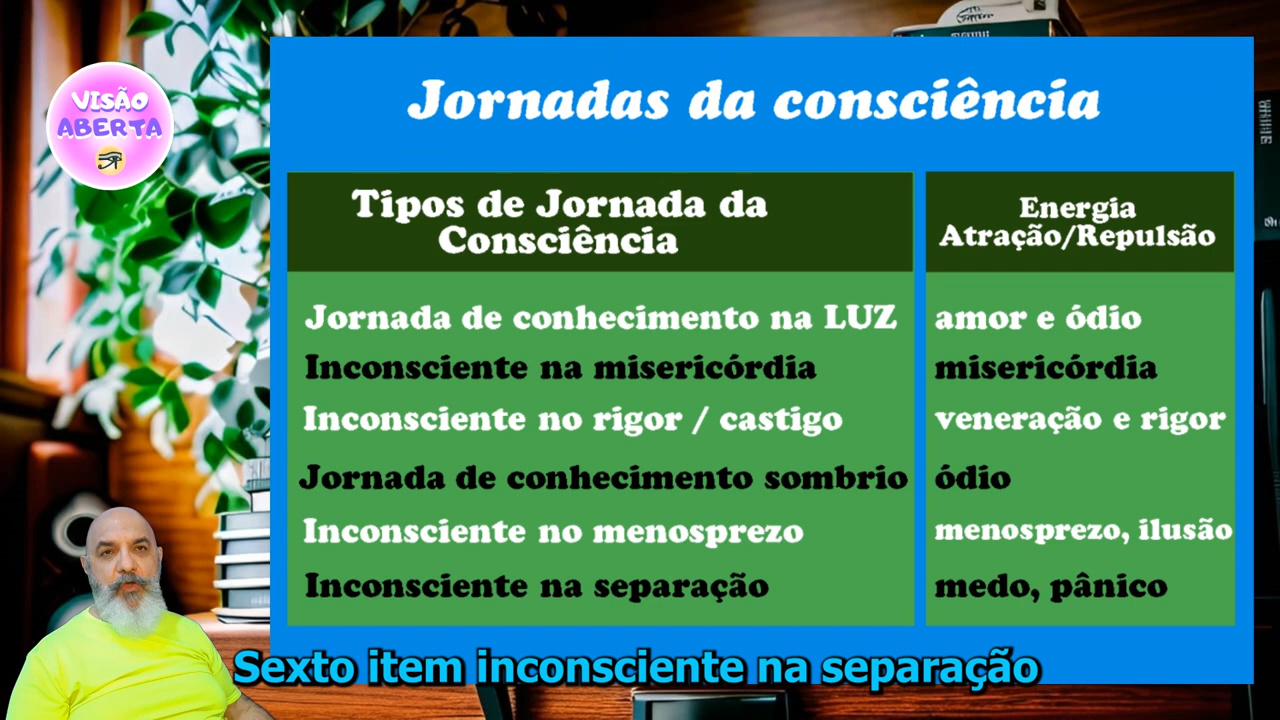 VISÃO
ABERTA
Jornadas da consciência
Tipos de Jornada da
Consciência
Energia
Atração/Repulsão
Jornada de conhecimento na LUZ
amor e ódio
Inconsciente na misericórdia
misericórdia
Inconsciente no rigor / castigo
veneração e rigor
Jornada de conhecimento sombrio
ódio
Inconsciente no menosprezo
menosprezo, ilusão
Inconsciente na separação
medo, pânico
Sexto item inconsciente na separação